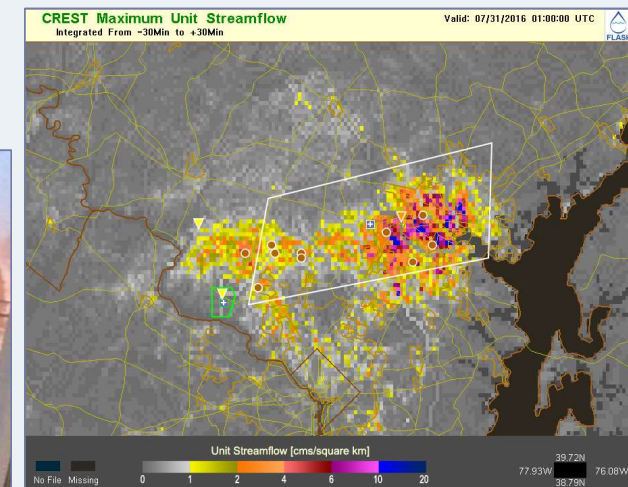 CREST Maximum Unit Streamflow
Integrated From -30Min to +30Min
Valid: 07/31/2016 01:00:00 UTC
FLASH
Unit Streamflow [cms/square km]
No File Missing
0 1 2 4 6 10 20
39.72N
77.93W 76.08W
38.79N